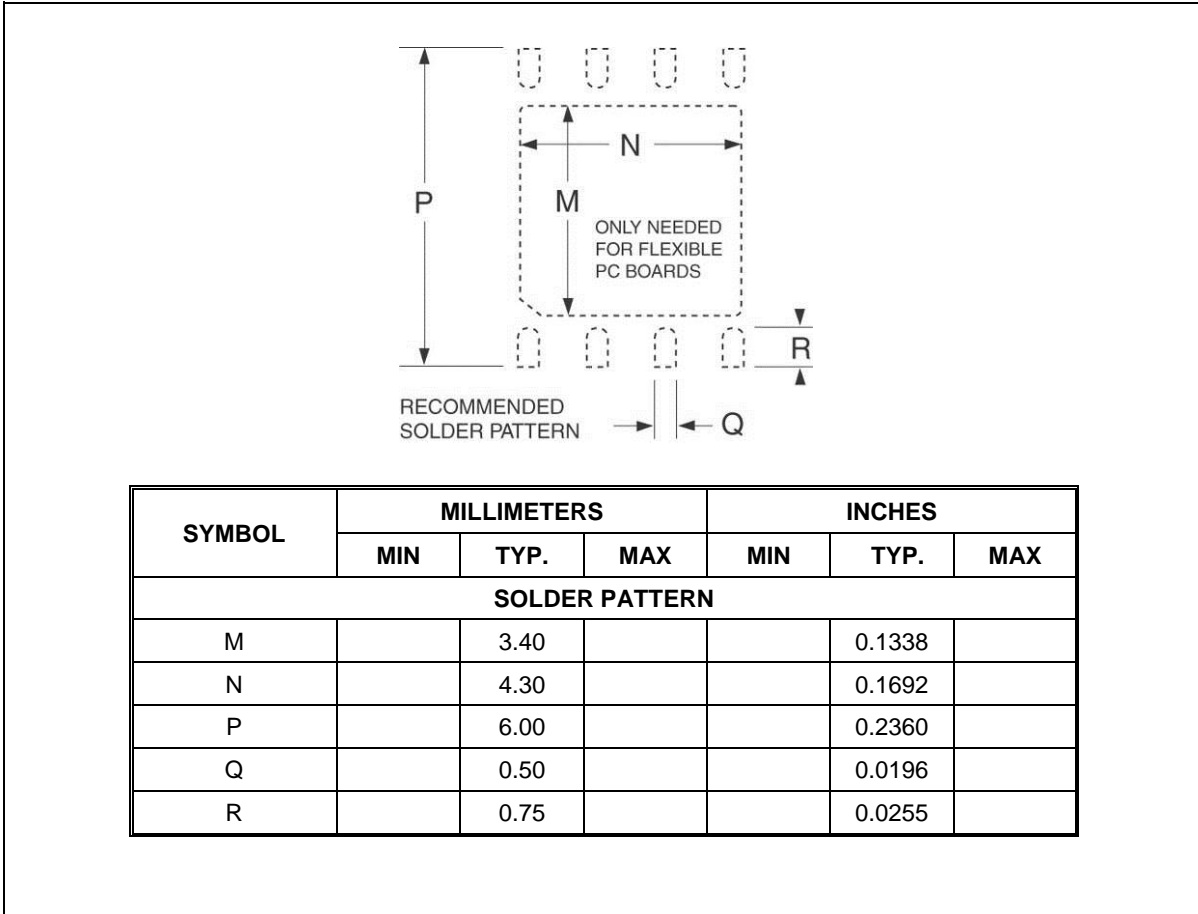 N
P
M
ONLY NEEDED
FOR FLEXIBLE
PC BOARDS
R
RECOMMENDED
SOLDER PATTERN
Q
SYMBOL MILLIMETERS INCHES
MIN TYP. MAX MIN TYP. MAX
SOLDER PATTERN
M 3.40 0.1338
N 4.30 0.1692
P 6.00 0.2360
Q 0.50 0.0196
R 0.75 0.0255